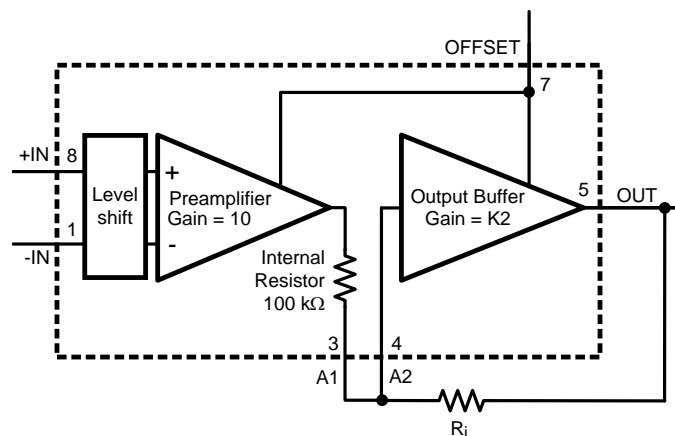 OFFSET
7
+IN
8
Level
shift
+
-
Preamplifier
Gain = 10
1
-IN
Internal
Resistor
100 kΩ
Output Buffer
Gain = K2
5
OUT
3
4
A1
A2
Ri